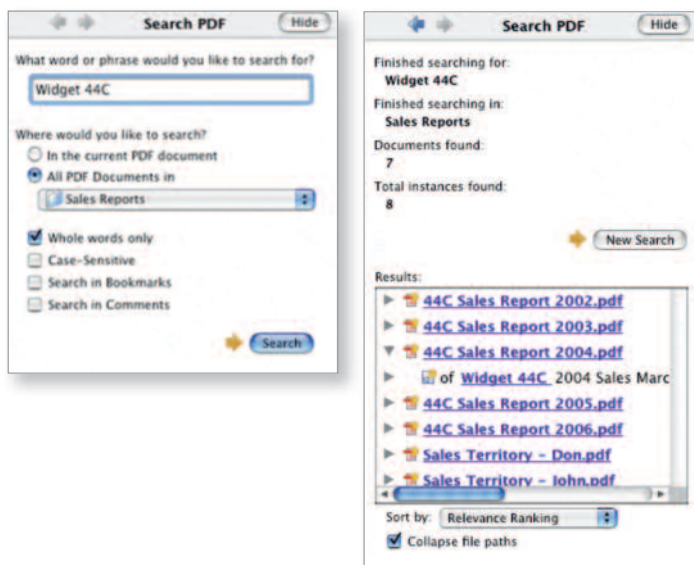 Search PDF
Hide
What word or phrase would you like to search for?
Widget 44C
Where would you like to search?
In the current PDF document
All PDF Documents in
Sales Reports
Whole words only
Case-Sensitive
Search in Bookmarks
Search in Comments
Search
Search PDF
Hide
Finished searching for:
Widget 44C
Finished searching in:
Sales Reports
Documents found:
7
Total instances found:
8
New Search
Results:
44C Sales Report 2002.pdf
44C Sales Report 2003.pdf
44C Sales Report 2004.pdf
of Widget 44C 2004 Sales Marc
44C Sales Report 2005.pdf
44C Sales Report 2006.pdf
Sales Territory - Don.pdf
Sales Territory - John.pdf
Sort by: Relevance Ranking
Collapse file paths